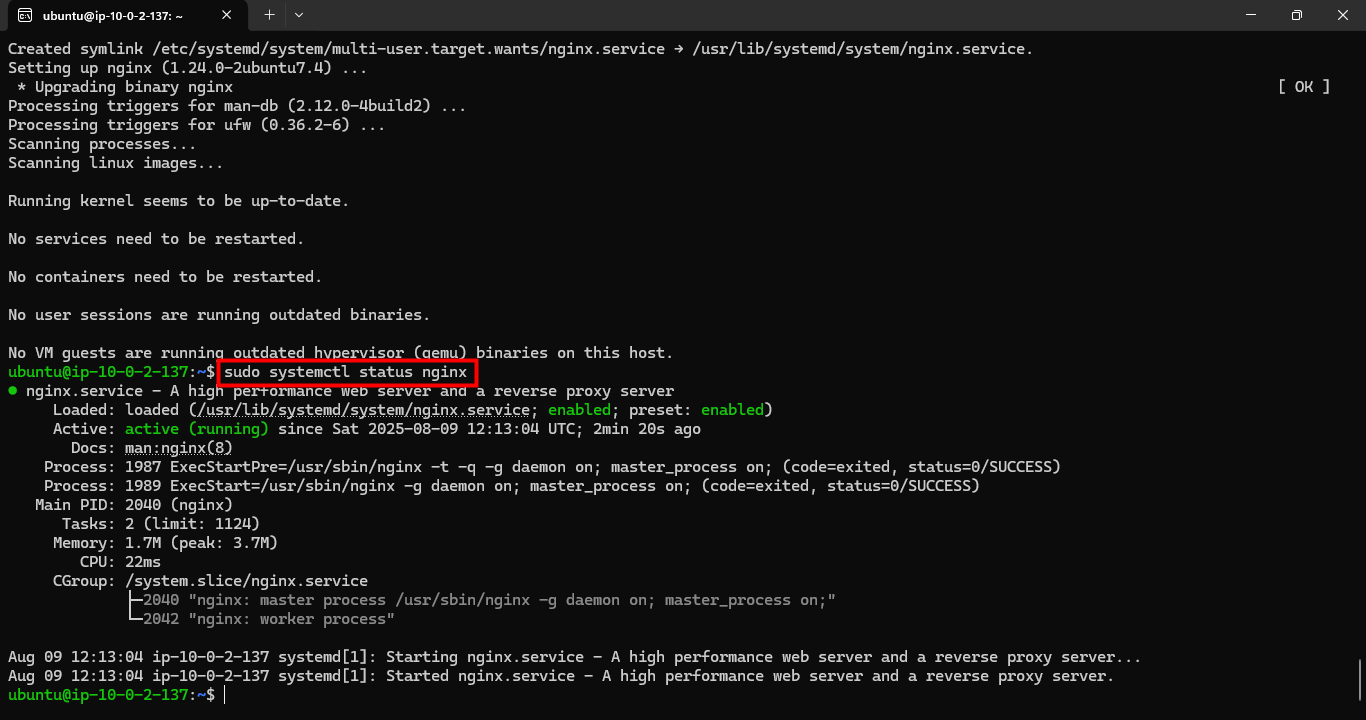 ubuntu@ip-10-0-2-137: ~
Created symlink /etc/systemd/system/multi-user.target.wants/nginx.service → /usr/lib/systemd/system/nginx.service.
Setting up nginx (1.24.0-2ubuntu7.4) ...
 * Upgrading binary nginx [ OK ]
Processing triggers for man-db (2.12.0-4build2) ...
Processing triggers for ufw (0.36.2-6) ...
Scanning processes...
Scanning linux images...
Running kernel seems to be up-to-date.
No services need to be restarted.
No containers need to be restarted.
No user sessions are running outdated binaries.
No VM guests are running outdated hypervisor (qemu) binaries on this host.
ubuntu@ip-10-0-2-137:~$ sudo systemctl status nginx
● nginx.service - A high performance web server and a reverse proxy server
Loaded: loaded (/usr/lib/systemd/system/nginx.service; enabled; preset: enabled)
Active: active (running) since Sat 2025-08-09 12:13:04 UTC; 2min 20s ago
Docs: man:nginx(8)
Process: 1987 ExecStartPre=/usr/sbin/nginx -t -q -g daemon on; master_process on; (code=exited, status=0/SUCCESS)
Process: 1989 ExecStart=/usr/sbin/nginx -g daemon on; master_process on; (code=exited, status=0/SUCCESS)
Main PID: 2040 (nginx)
Tasks: 2 (limit: 1124)
Memory: 1.7M (peak: 3.7M)
CPU: 22ms
CGroup: /system.slice/nginx.service
├─2040 "nginx: master process /usr/sbin/nginx -g daemon on; master_process on;"
└─2042 "nginx: worker process"
Aug 09 12:13:04 ip-10-0-2-137 systemd[1]: Starting nginx.service - A high performance web server and a reverse proxy server...
Aug 09 12:13:04 ip-10-0-2-137 systemd[1]: Started nginx.service - A high performance web server and a reverse proxy server.
ubuntu@ip-10-0-2-137:~$